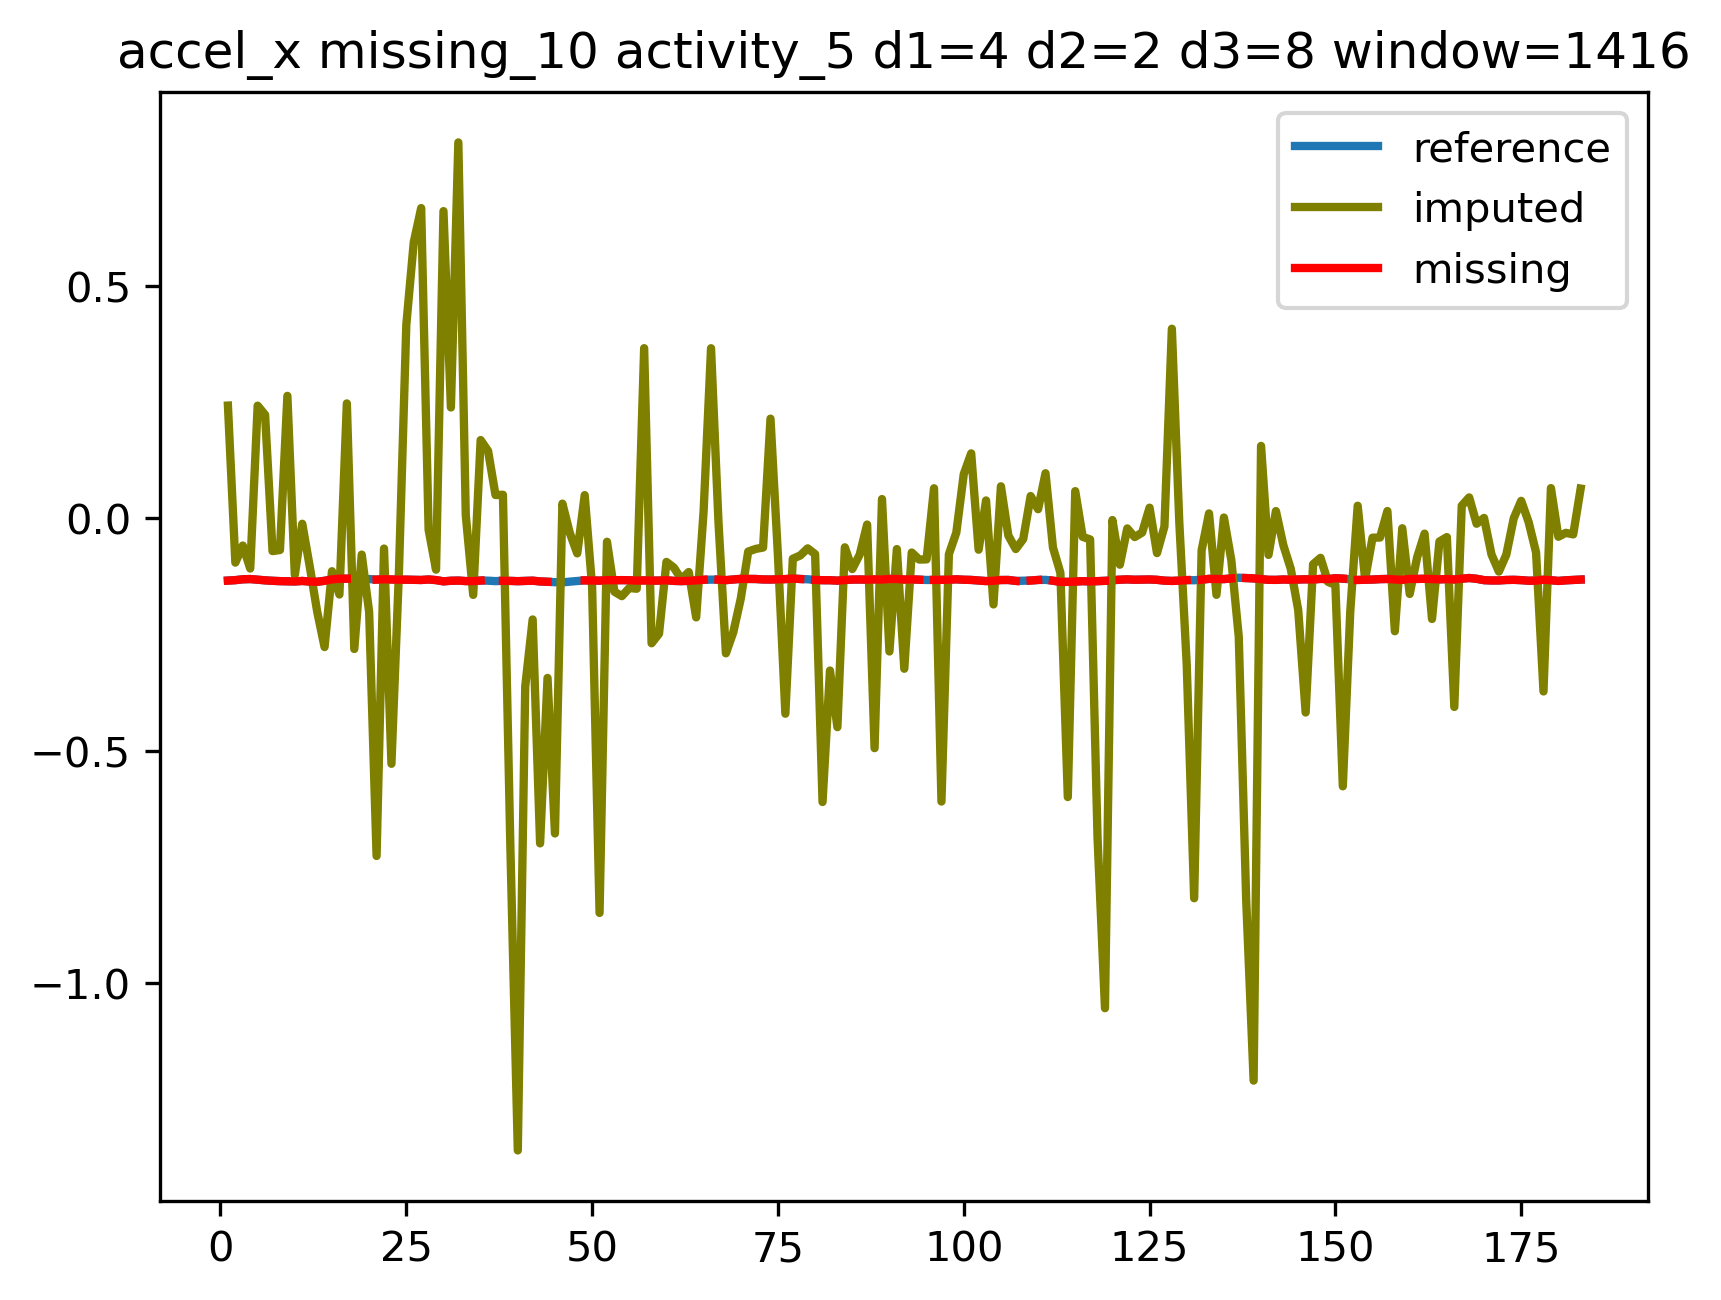 accel_x missing_10 activity_5 d1=4 d2=2 d3=8 window=1416
reference
imputed
missing
0.5
0.0
−0.5
−1.0
0 25 50 75 100 125 150 175